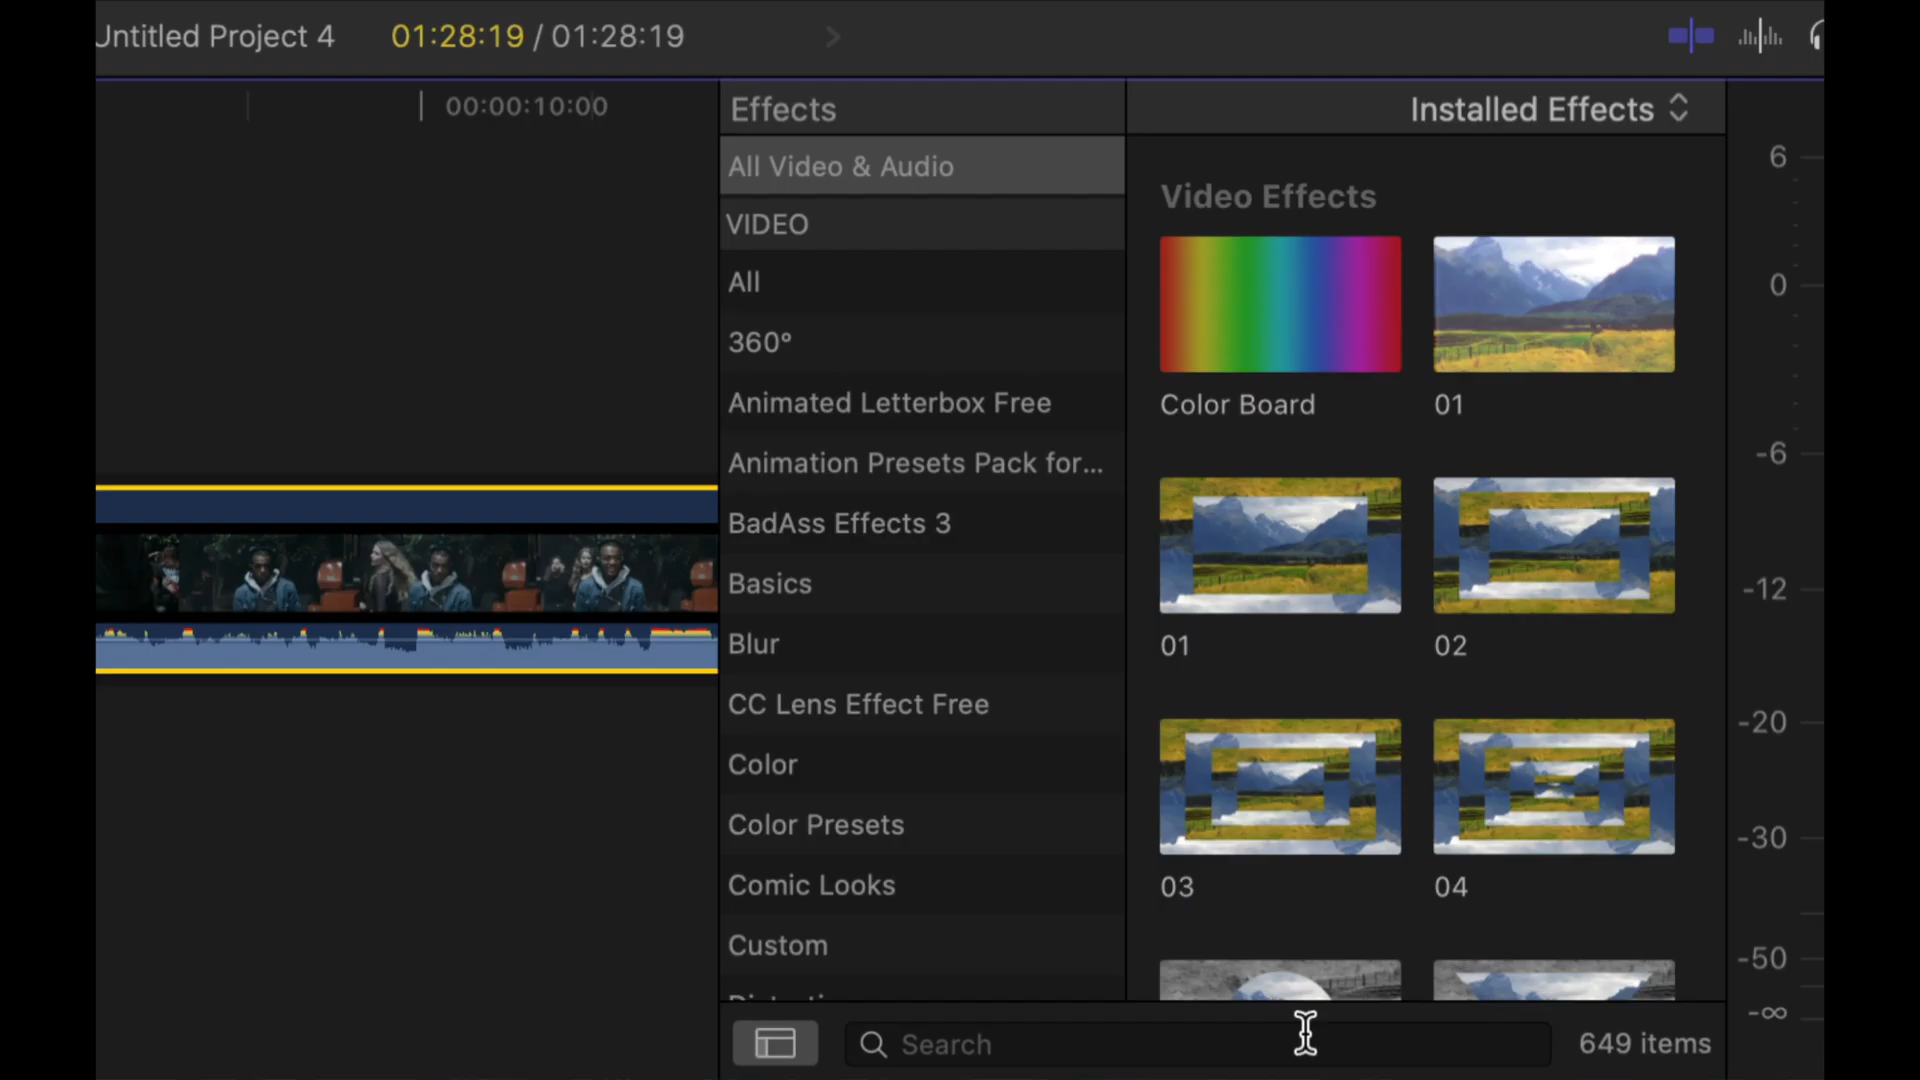 Untitled Project 4
01:28:19 / 01:28:19
00:00:10:00
Effects
All Video & Audio
VIDEO
All
360°
Animated Letterbox Free
Animation Presets Pack for...
BadAss Effects 3
Basics
Blur
CC Lens Effect Free
Color
Color Presets
Comic Looks
Custom
Installed Effects
Video Effects
Color Board
01
01
02
03
04
Search
649 items
6
0
-6
-12
-20
-30
-50
-∞